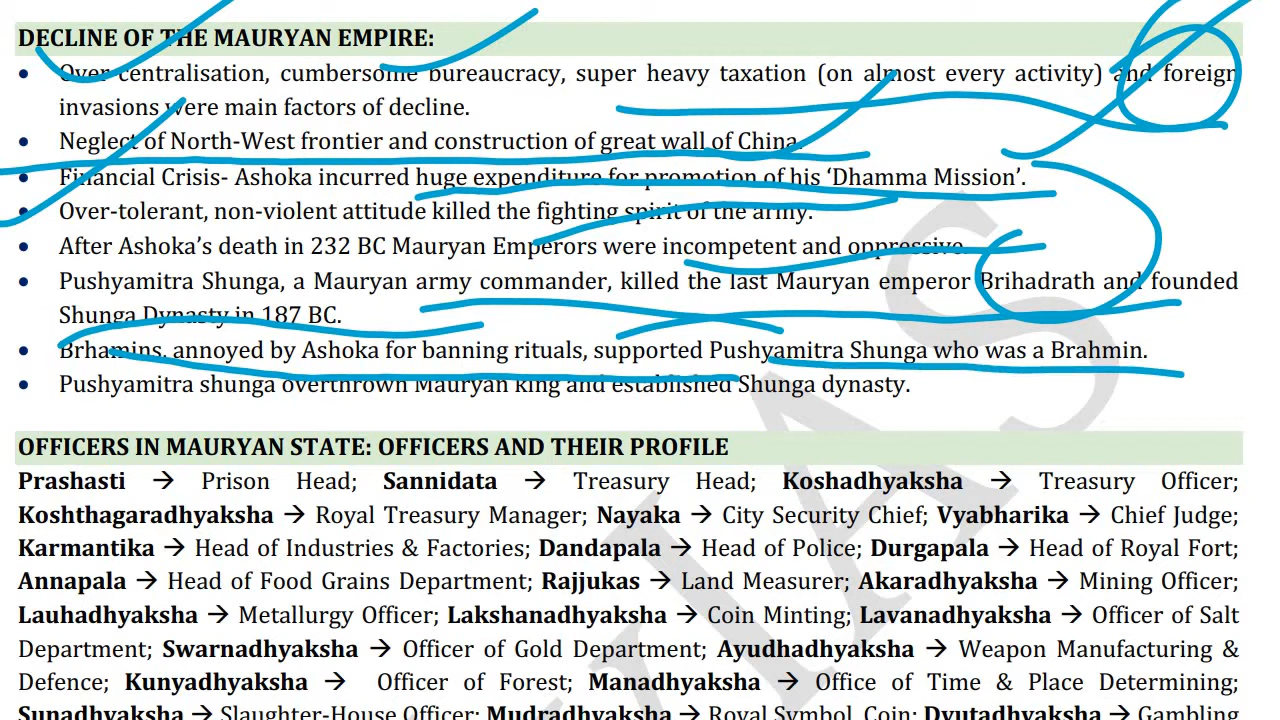 DECLINE OF THE MAURYAN EMPIRE:
• Over centralisation, cumbersome bureaucracy, super heavy taxation (on almost every activity) and foreign
invasions were main factors of decline.
• Neglect of North-West frontier and construction of great wall of China.
• Financial Crisis- Ashoka incurred huge expenditure for promotion of his ‘Dhamma Mission’.
• Over-tolerant, non-violent attitude killed the fighting spirit of the army.
• After Ashoka’s death in 232 BC Mauryan Emperors were incompetent and oppressive.
• Pushyamitra Shunga, a Mauryan army commander, killed the last Mauryan emperor Brihadrath and founded
Shunga Dynasty in 187 BC.
• Brhamins, annoyed by Ashoka for banning rituals, supported Pushyamitra Shunga who was a Brahmin.
• Pushyamitra shunga overthrown Mauryan king and established Shunga dynasty.
OFFICERS IN MAURYAN STATE: OFFICERS AND THEIR PROFILE
Prashasti → Prison Head; Sannidata → Treasury Head; Koshadhyaksha → Treasury Officer;
Koshthagaradhyaksha → Royal Treasury Manager; Nayaka → City Security Chief; Vyabharika → Chief Judge;
Karmantika → Head of Industries & Factories; Dandapala → Head of Police; Durgapala → Head of Royal Fort;
Annapala → Head of Food Grains Department; Rajjukas → Land Measurer; Akaradhyaksha → Mining Officer;
Lauhadhyaksha → Metallurgy Officer; Lakshanadhyaksha → Coin Minting; Lavanadhyaksha → Officer of Salt
Department; Swarnadhyaksha → Officer of Gold Department; Ayudhadhyaksha → Weapon Manufacturing &
Defence; Kunyadhyaksha → Officer of Forest; Manadhyaksha → Office of Time & Place Determining;
Sunadhyaksha → Slaughter-House Officer; Mudradhyaksha → Royal Symbol, Coin; Dyutadhyaksha → Gambling
IAS